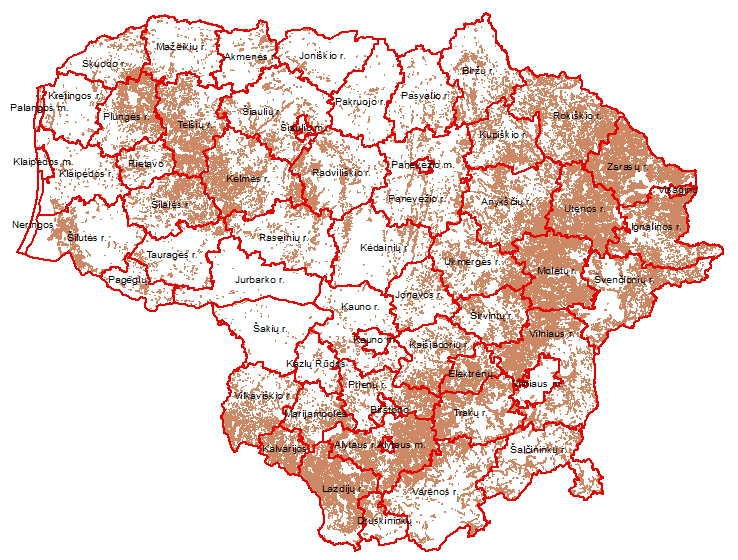 Mažeikių r.
Akmenės r.
Joniškio r.
Skuodo r.
Biržų r.
Kretingos r.
Pasvalio r.
Palangos m.
Pakruojo r.
Plungės r.
Šiaulių r.
Rokiškio r.
Telšių r.
Šiaulių m.
Kupiškio r.
Klaipėdos m.
Rietavo
Panevėžio m.
Zarasų r.
Klaipėdos r.
Radviliškio r.
Kelmės r.
Visagino
Panevėžio r.
Anykščių r.
Šilalės r.
Utenos r.
Neringos
Ignalinos r.
Šilutės r.
Raseinių r.
Kėdainių r.
Tauragės r.
Ukmergės r.
Molėtų r.
Pagėgių
Jurbarko r.
Švenčionių r.
Jonavos r.
Kauno r.
Širvintų r.
Šakių r.
Vilniaus r.
Kauno m.
Kaišiadorių r.
Kazlų Rūdos
Elektrėnų
Prienų r.
Vilniaus m.
Vilkaviškio r.
Birštono
Marijampolės
Trakų r.
Alytaus r.
Alytaus m.
Kalvarijos
Šalčininkų r.
Lazdijų r.
Varėnos r.
Druskininkų